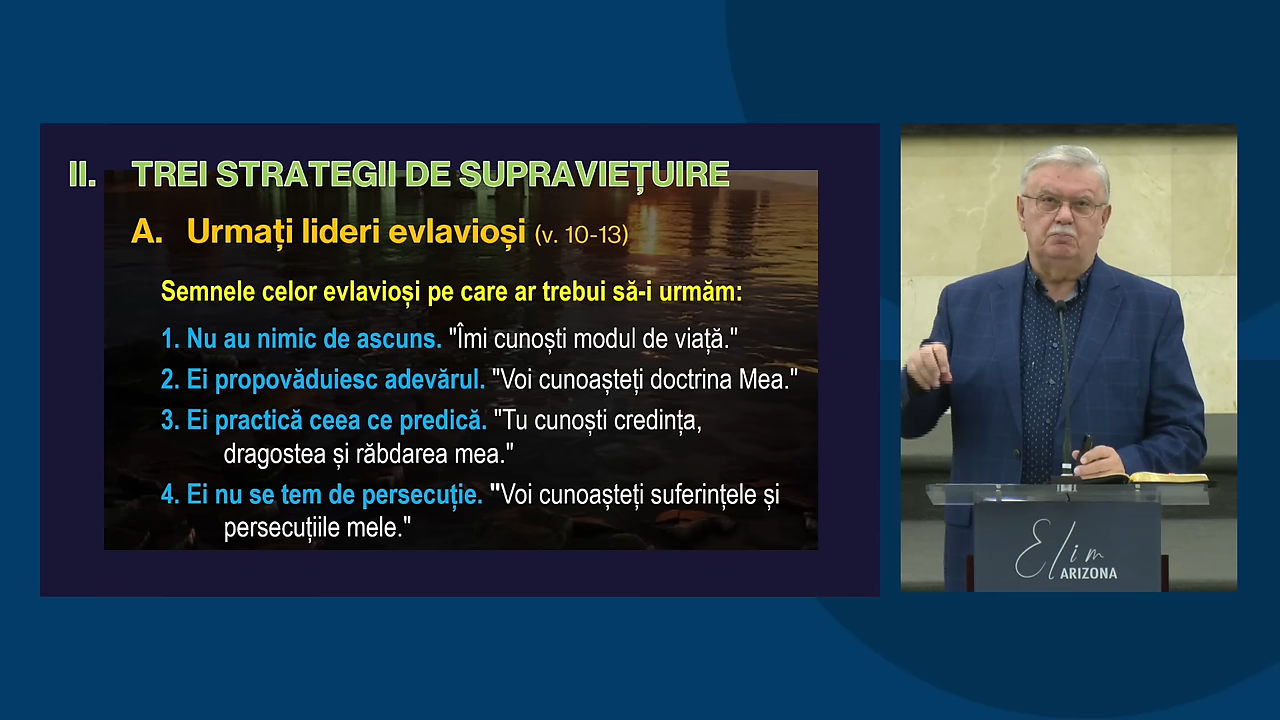 II. TREI STRATEGII DE SUPRAVIEȚUIRE
A. Urmați lideri evlavioși (v. 10-13)
Semnele celor evlavioși pe care ar trebui să-i urmăm:
1. Nu au nimic de ascuns. "Îmi cunoști modul de viață."
2. Ei propovăduiesc adevărul. "Voi cunoașteți doctrina Mea."
3. Ei practică ceea ce predică. "Tu cunoști credința,
dragostea și răbdarea mea."
4. Ei nu se tem de persecuție. "Voi cunoașteți suferințele și
persecuțiile mele."
Elim
ARIZONA